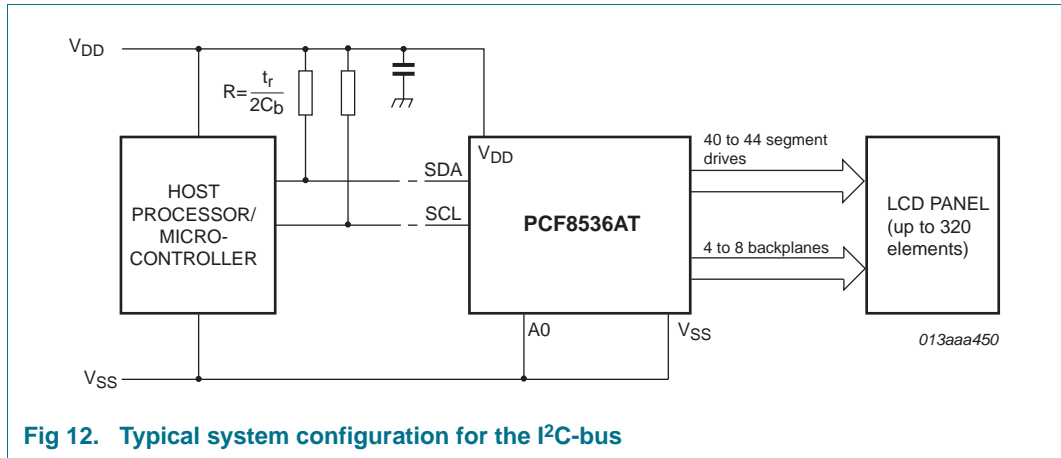 VDD
R= tr
2Cb
HOST
PROCESSOR/
MICRO-
CONTROLLER
SDA
SCL
VDD
PCF8536AT
A0
VSS
40 to 44 segment
drives
4 to 8 backplanes
LCD PANEL
(up to 320
elements)
013aaa450
VSS
Fig 12. Typical system configuration for the I²C-bus